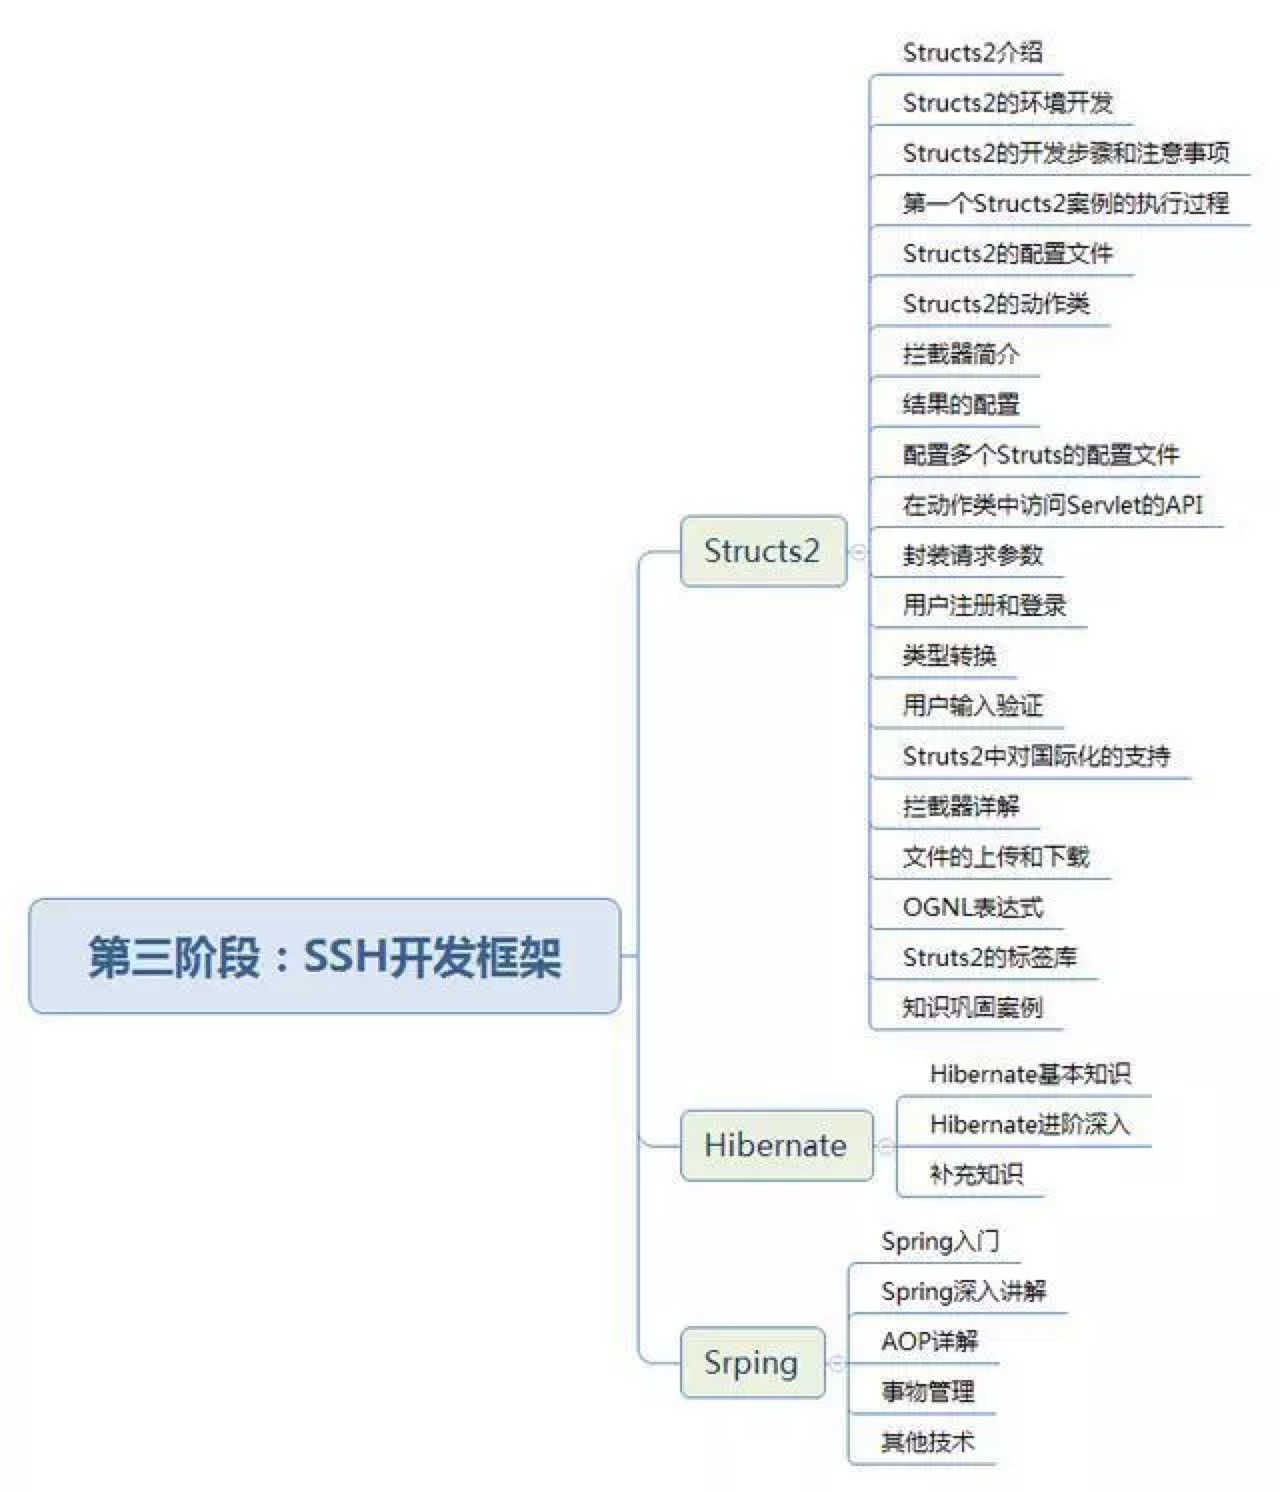 Structs2介绍
Structs2的环境开发
Structs2的开发步骤和注意事项
第一个Structs2案例的执行过程
Structs2的配置文件
Structs2的动作类
拦截器简介
结果的配置
配置多个Struts的配置文件
在动作类中访问Servlet的API
Structs2
封装请求参数
用户注册和登录
类型转换
用户输入验证
Struts2中对国际化的支持
拦截器详解
文件的上传和下载
OGNL表达式
第三阶段：SSH开发框架
Struts2的标签库
知识巩固案例
Hibernate基本知识
Hibernate进阶深入
Hibernate
补充知识
Spring入门
Spring深入讲解
AOP详解
Srping
事物管理
其他技术